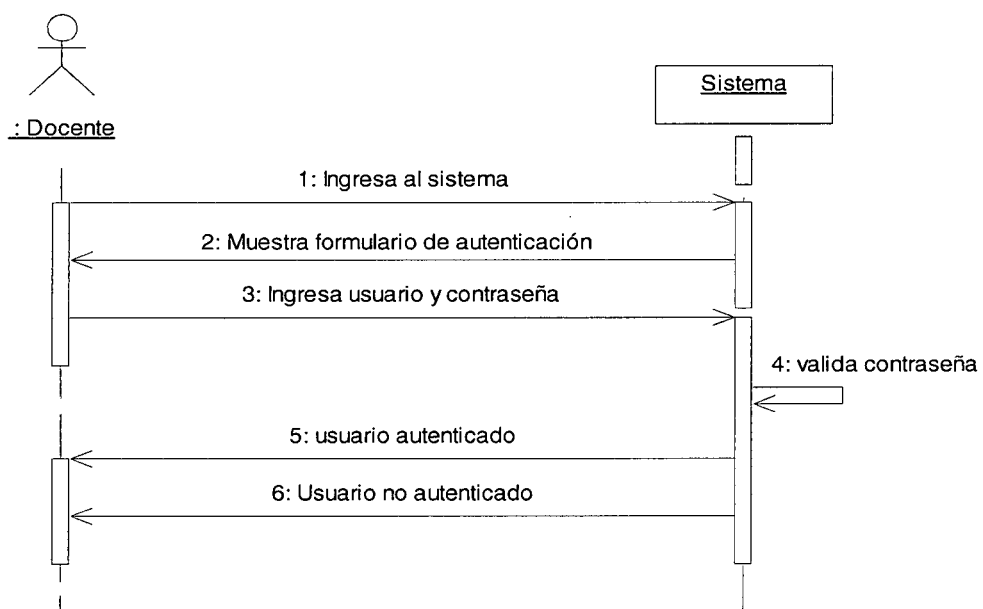 Sistema
: Docente
1: Ingresa al sistema
2: Muestra formulario de autenticación
3: Ingresa usuario y contraseña
4: valida contraseña
5: usuario autenticado
6: Usuario no autenticado